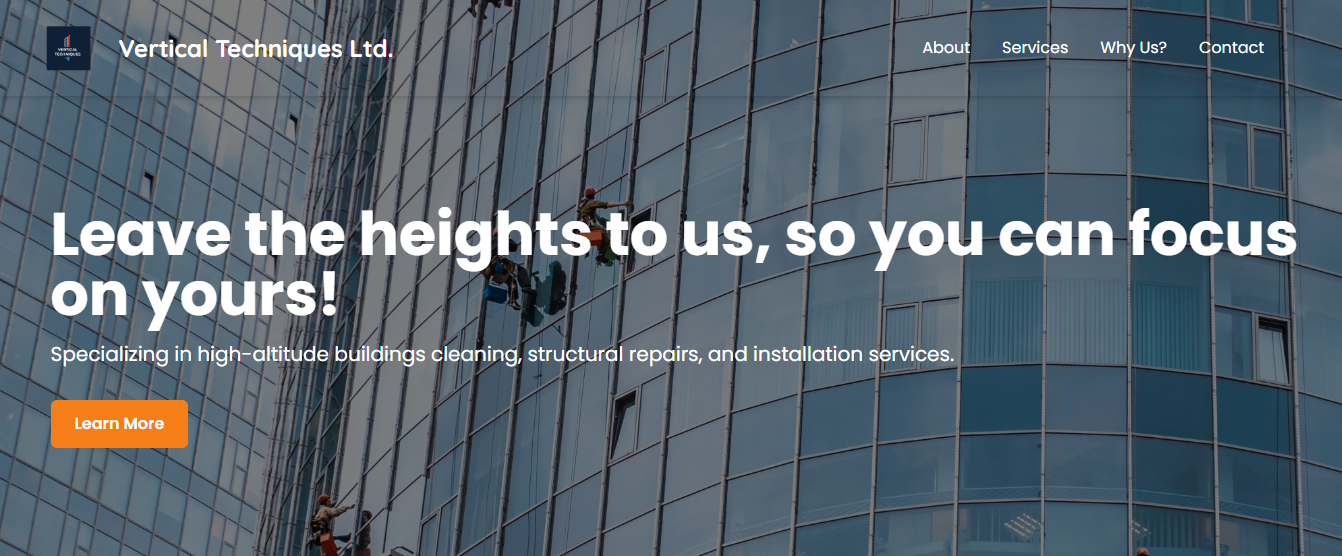 VERTICAL
TECHNIQUES
Vertical Techniques Ltd.
About
Services
Why Us?
Contact
Leave the heights to us, so you can focus
on yours!
Specializing in high-altitude buildings cleaning, structural repairs, and installation services.
Learn More